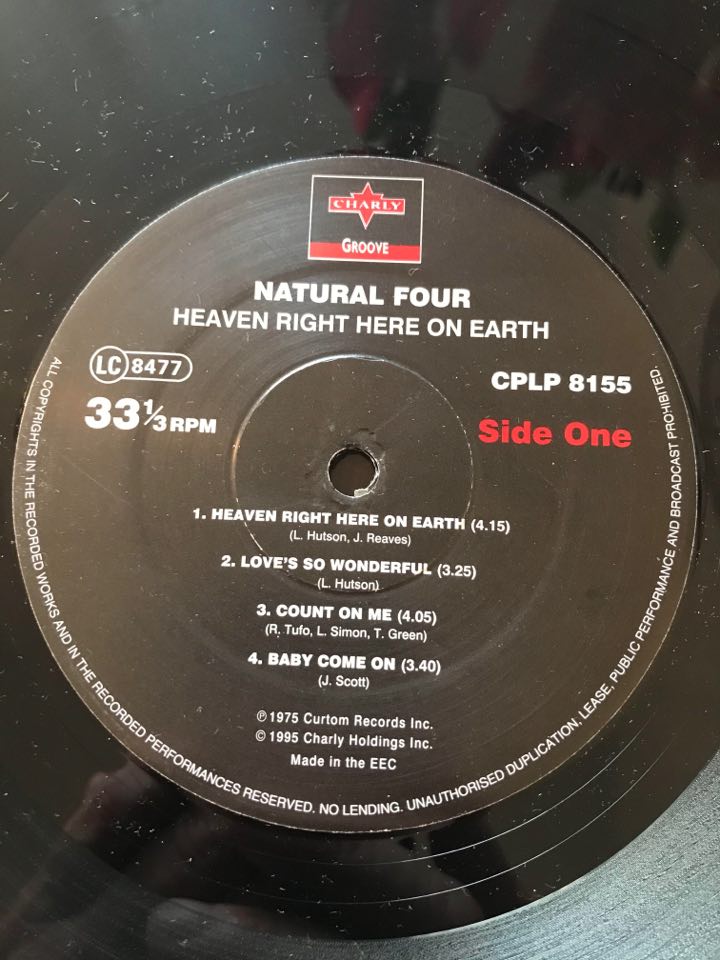 CHARLY
GROOVE
NATURAL FOUR
HEAVEN RIGHT HERE ON EARTH
LC 8477
CPLP 8155
33⅓ RPM
Side One
1. HEAVEN RIGHT HERE ON EARTH (4.15)
(L. Hutson, J. Reaves)
2. LOVE'S SO WONDERFUL (3.25)
(L. Hutson)
3. COUNT ON ME (4.05)
(R. Tufo, L. Simon, T. Green)
4. BABY COME ON (3.40)
(J. Scott)
℗ 1975 Curtom Records Inc.
© 1995 Charly Holdings Inc.
Made in the EEC
ALL COPYRIGHTS IN THE RECORDED WORKS AND IN THE RECORDED PERFORMANCES RESERVED. NO LENDING. UNAUTHORISED DUPLICATION, LEASE, PUBLIC PERFORMANCE AND BROADCAST PROHIBITED.